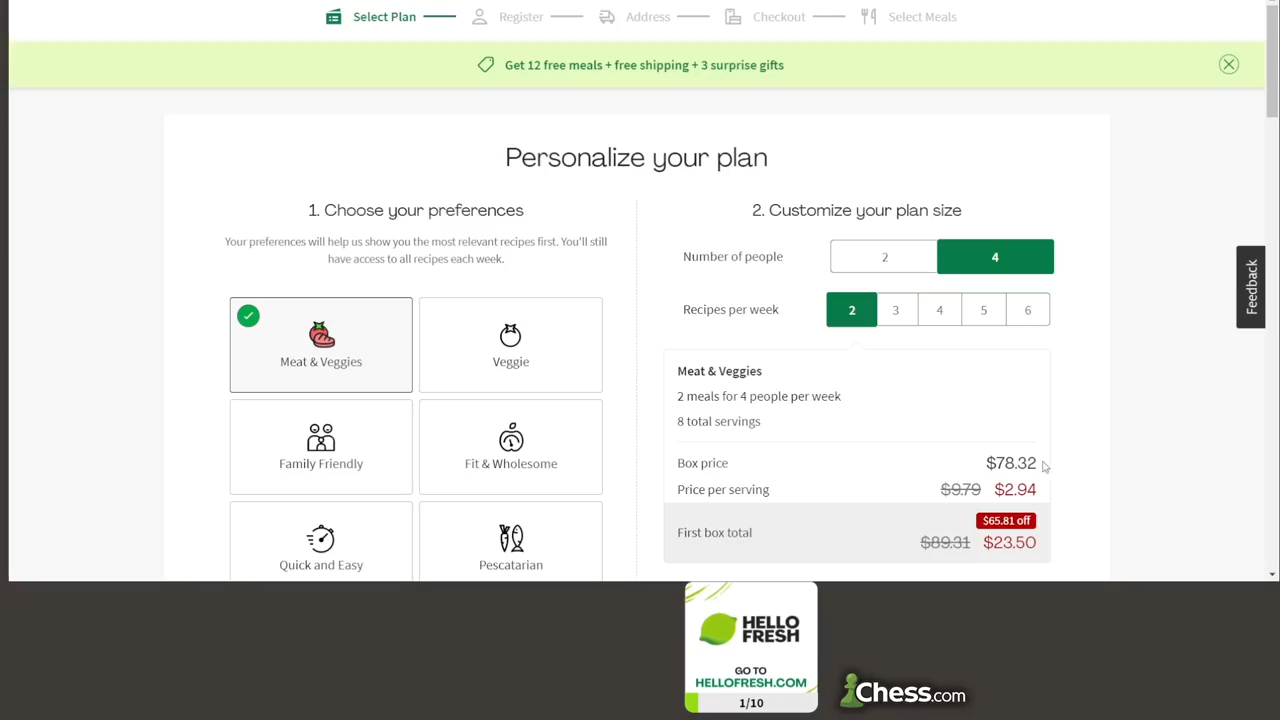 Select Plan
Register
Address
Checkout
Select Meals
Get 12 free meals + free shipping + 3 surprise gifts
Personalize your plan
1. Choose your preferences
Your preferences will help us show you the most relevant recipes first. You'll still
have access to all recipes each week.
Meat & Veggies
Veggie
Family Friendly
Fit & Wholesome
Quick and Easy
Pescatarian
2. Customize your plan size
Number of people
2
4
Recipes per week
2
3
4
5
6
Meat & Veggies
2 meals for 4 people per week
8 total servings
Box price $78.32
Price per serving $9.79 $2.94
$65.81 off
First box total $89.31 $23.50
Feedback
HELLO
FRESH
GO TO
HELLOFRESH.COM
1/10
Chess.com